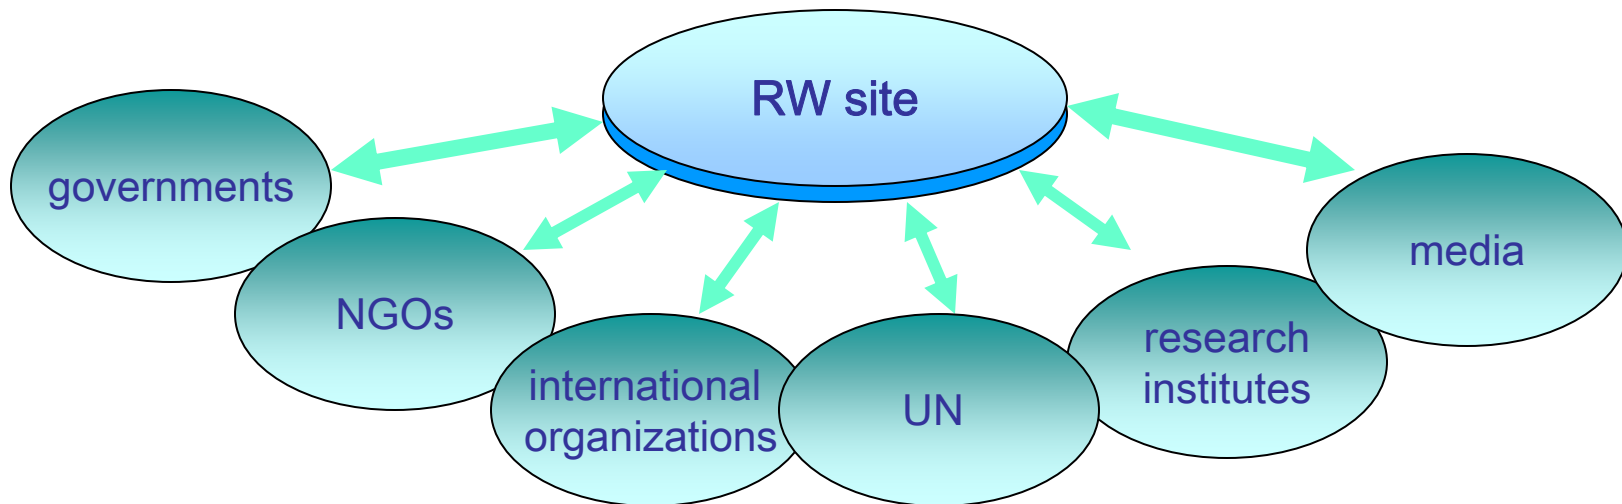 RW site
governments
NGOs
international
organizations
UN
research
institutes
media